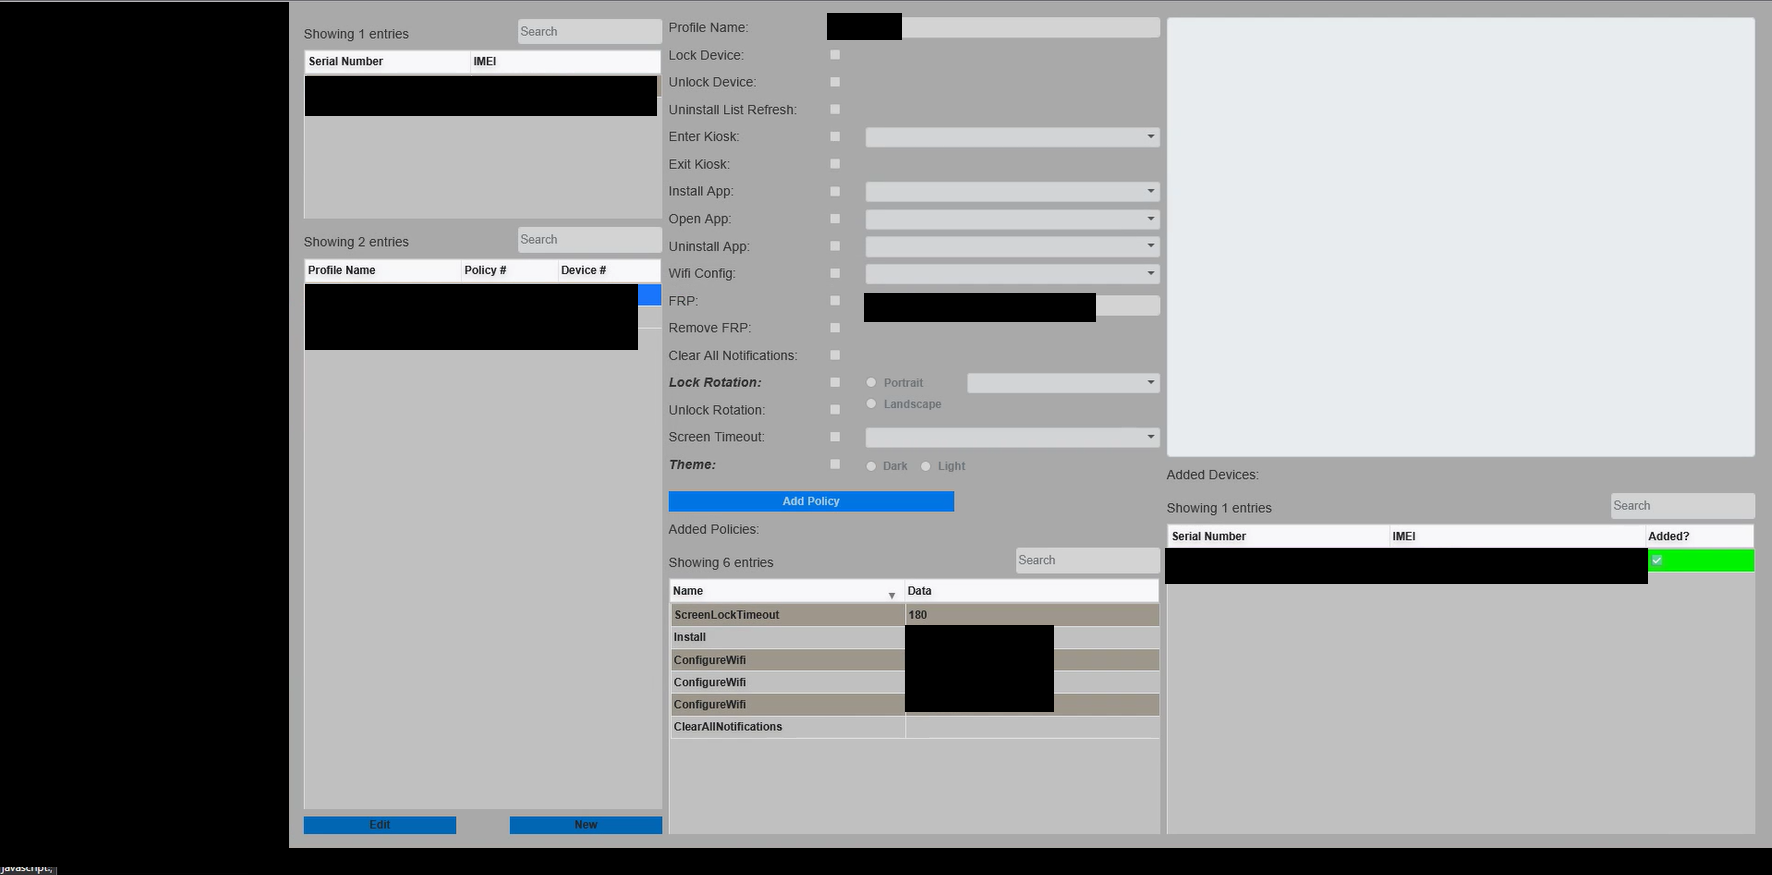 Showing 1 entries
Search
Serial Number IMEI
Showing 2 entries
Search
Profile Name Policy # Device #
Edit New
Profile Name:
Lock Device:
Unlock Device:
Uninstall List Refresh:
Enter Kiosk:
Exit Kiosk:
Install App:
Open App:
Uninstall App:
Wifi Config:
FRP:
Remove FRP:
Clear All Notifications:
Lock Rotation: Portrait
Landscape
Unlock Rotation:
Screen Timeout:
Theme: Dark Light
Add Policy
Added Policies:
Showing 6 entries Search
Name Data
ScreenLockTimeout 180
Install
ConfigureWifi
ConfigureWifi
ConfigureWifi
ClearAllNotifications
Added Devices:
Showing 1 entries Search
Serial Number IMEI Added?
javascript:;